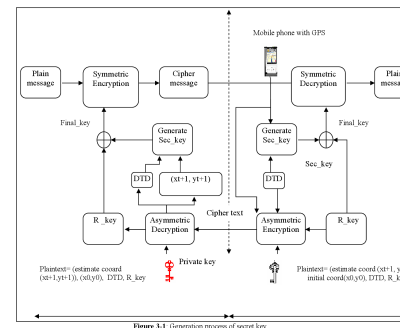 Mobile phone with GPS
Plain
message
Symmetric
Encryption
Cipher
message
Symmetric
Decryption
Plain
Final_key
Generate
Sec_key
Generate
Sec_key
Final_key
Sec_key
DTD
(xt+1, yt+1)
DTD
Cipher text
R_key
Asymmetric
Decryption
Asymmetric
Encryption
R_key
Private key
Plaintext= (estimate coord
(xt+1,yt+1)), (x0,y0), DTD, R_key
Plaintext= (estimate coord (xt+1, y
initial coord(x0,y0), DTD, R_k
Figure 3-1: Generation process of secret key